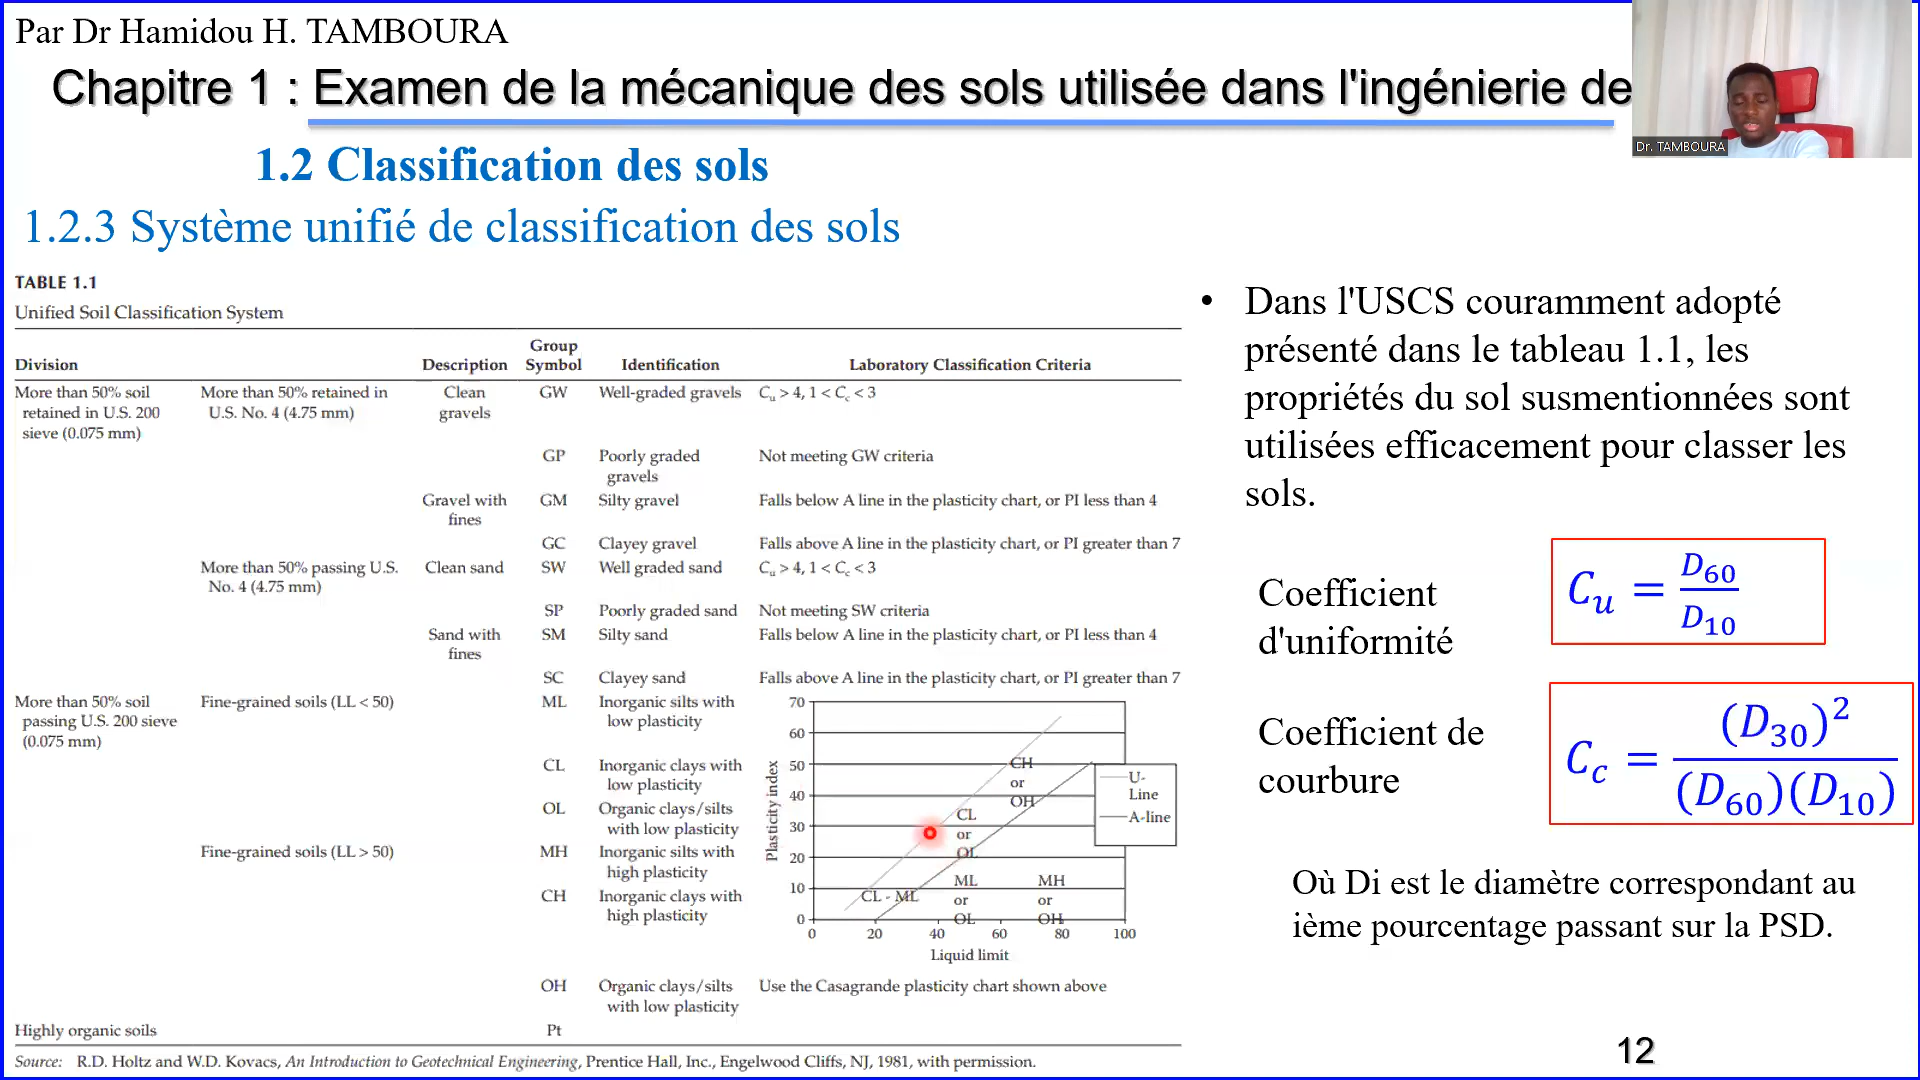 Par Dr Hamidou H. TAMBOURA
Chapitre 1 : Examen de la mécanique des sols utilisée dans l'ingénierie de
Dr. TAMBOURA
1.2 Classification des sols
1.2.3 Système unifié de classification des sols
TABLE 1.1
Unified Soil Classification System
Division Description Group Symbol Identification Laboratory Classification Criteria
More than 50% soil retained in U.S. 200 sieve (0.075 mm) More than 50% retained in U.S. No. 4 (4.75 mm) Clean gravels GW Well-graded gravels C_u > 4, 1 < C_c < 3
GP Poorly graded gravels Not meeting GW criteria
Gravel with fines GM Silty gravel Falls below A line in the plasticity chart, or PI less than 4
GC Clayey gravel Falls above A line in the plasticity chart, or PI greater than 7
More than 50% passing U.S. No. 4 (4.75 mm) Clean sand SW Well graded sand C_u > 4, 1 < C_c < 3
SP Poorly graded sand Not meeting SW criteria
Sand with fines SM Silty sand Falls below A line in the plasticity chart, or PI less than 4
SC Clayey sand Falls above A line in the plasticity chart, or PI greater than 7
More than 50% soil passing U.S. 200 sieve (0.075 mm) Fine-grained soils (LL < 50) ML Inorganic silts with low plasticity
CL Inorganic clays with low plasticity
OL Organic clays/silts with low plasticity
Fine-grained soils (LL > 50) MH Inorganic silts with high plasticity
CH Inorganic clays with high plasticity
OH Organic clays/silts with low plasticity Use the Casagrande plasticity chart shown above
Highly organic soils Pt
Source: R.D. Holtz and W.D. Kovacs, An Introduction to Geotechnical Engineering, Prentice Hall, Inc., Engelwood Cliffs, NJ, 1981, with permission.
Plasticity index
70
60
50
40
30
20
10
0
0 20 40 60 80 100
Liquid limit
CH
or
OH
CL
or
OL
CL - ML
ML
or
OL
MH
or
OH
U-
Line
A-line
• Dans l'USCS couramment adopté
présenté dans le tableau 1.1, les
propriétés du sol susmentionnées sont
utilisées efficacement pour classer les
sols.
Coefficient
d'uniformité
C_u = D_60 / D_10
Coefficient de
courbure
C_c = (D_30)^2 / (D_60)(D_10)
Où Di est le diamètre correspondant au
ième pourcentage passant sur la PSD.
12